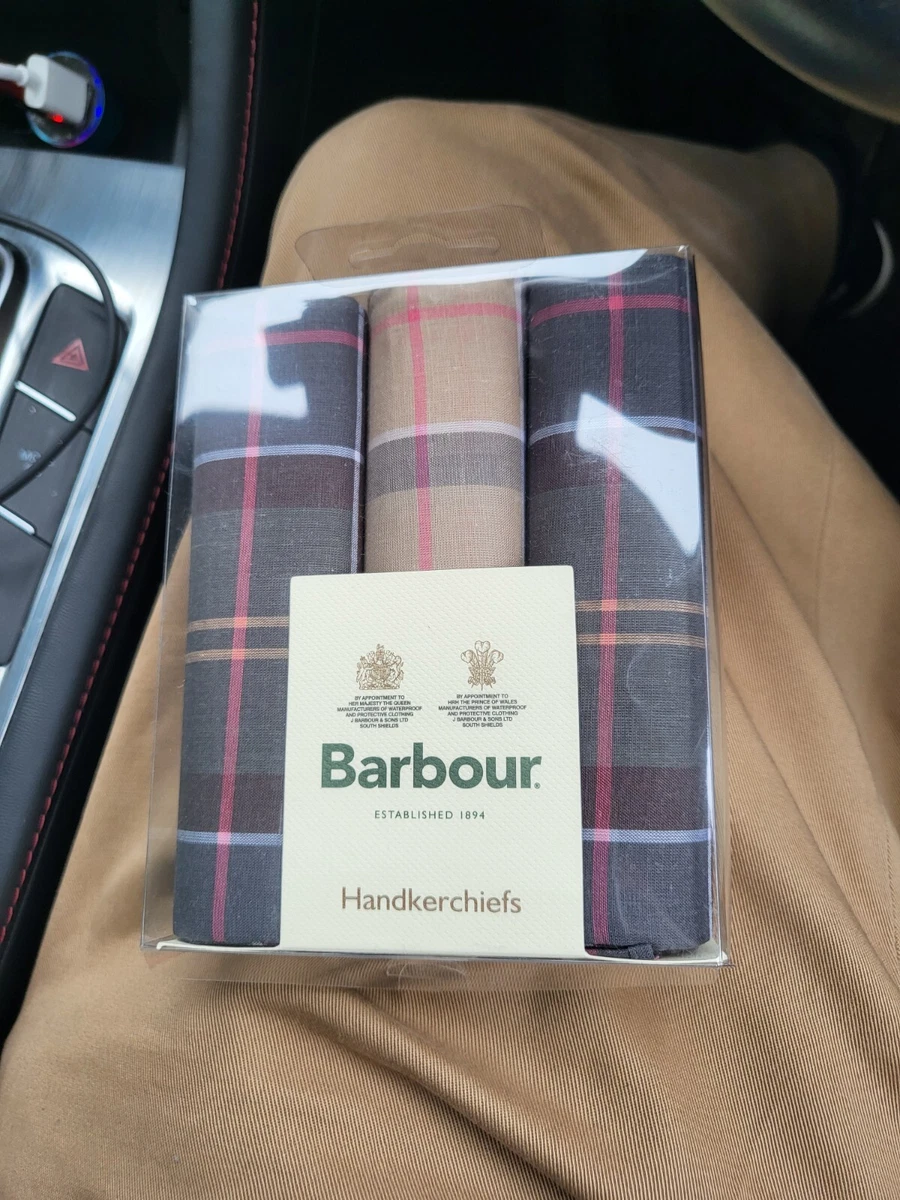 BY APPOINTMENT TO
HER MAJESTY THE QUEEN
MANUFACTURERS OF WATERPROOF
AND PROTECTIVE CLOTHING
J BARBOUR & SONS LTD
SOUTH SHIELDS
BY APPOINTMENT TO
HRH THE PRINCE OF WALES
MANUFACTURERS OF WATERPROOF
AND PROTECTIVE CLOTHING
J BARBOUR & SONS LTD
SOUTH SHIELDS
Barbour®
ESTABLISHED 1894
Handkerchiefs